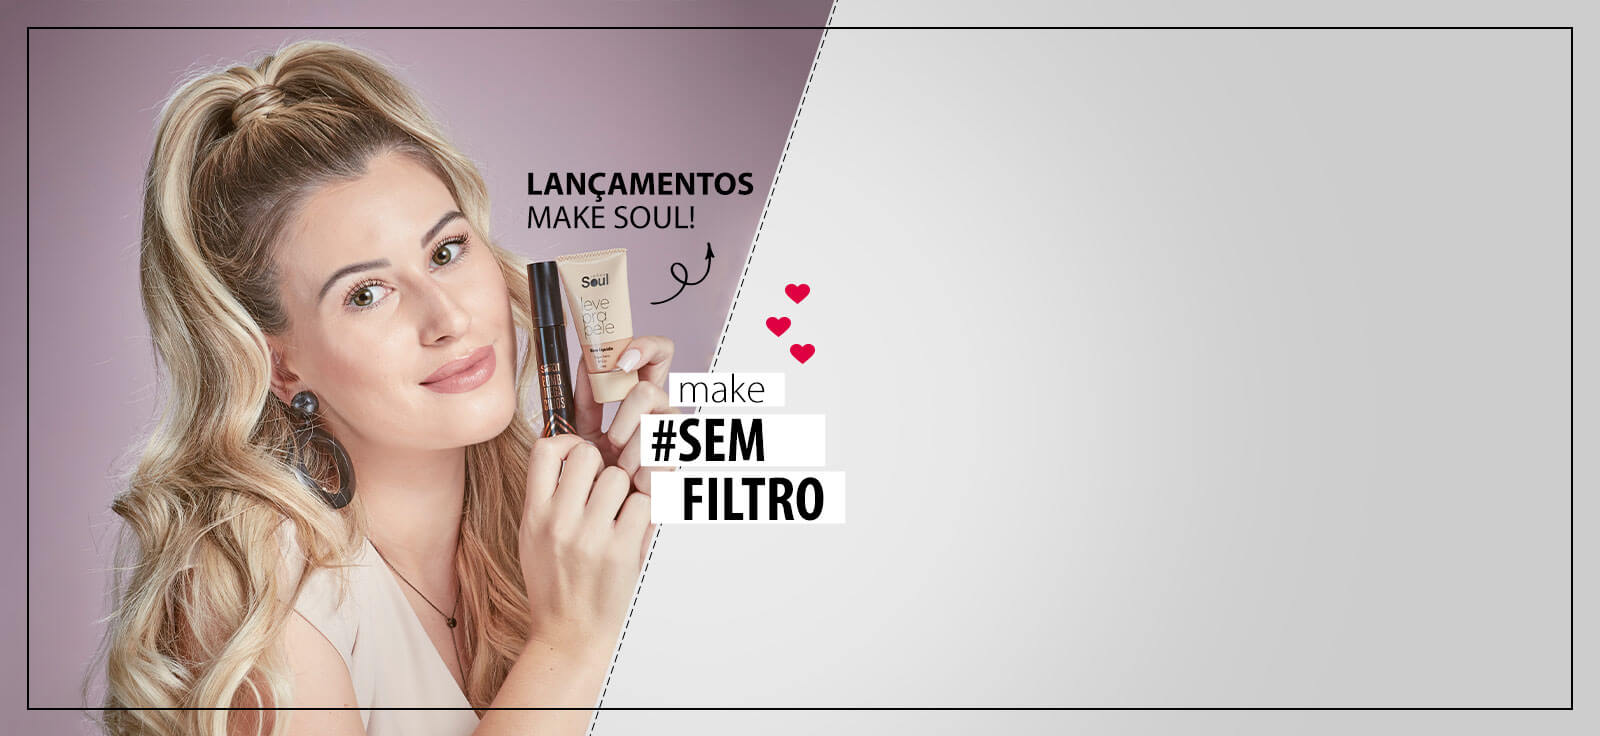 LANÇAMENTOS
MAKE SOUL!
Soul
leve
pra
pele
make
#SEM
FILTRO